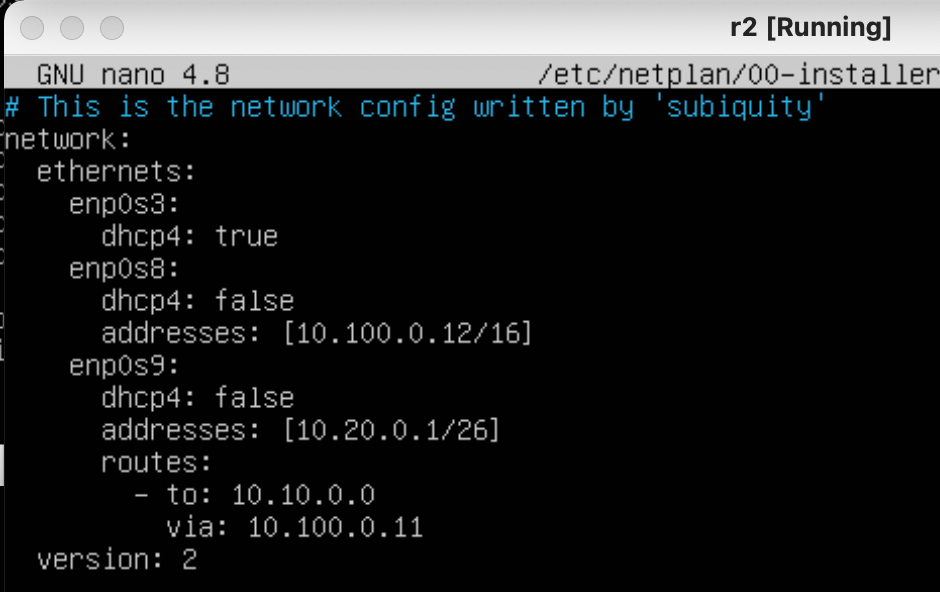 r2 [Running]
GNU nano 4.8 /etc/netplan/00-installer
# This is the network config written by 'subiquity'
network:
  ethernets:
    enp0s3:
      dhcp4: true
    enp0s8:
      dhcp4: false
      addresses: [10.100.0.12/16]
    enp0s9:
      dhcp4: false
      addresses: [10.20.0.1/26]
      routes:
        - to: 10.10.0.0
          via: 10.100.0.11
  version: 2